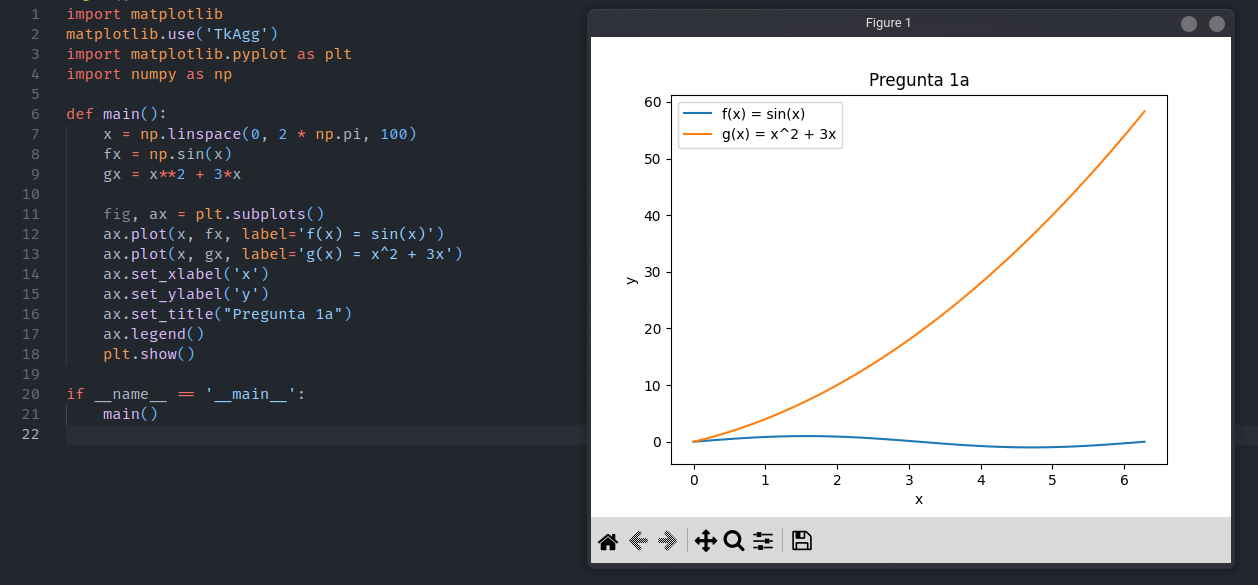 1 import matplotlib
2 matplotlib.use('TkAgg')
3 import matplotlib.pyplot as plt
4 import numpy as np
5
6 def main():
7     x = np.linspace(0, 2 * np.pi, 100)
8     fx = np.sin(x)
9     gx = x**2 + 3*x
10
11     fig, ax = plt.subplots()
12     ax.plot(x, fx, label='f(x) = sin(x)')
13     ax.plot(x, gx, label='g(x) = x^2 + 3x')
14     ax.set_xlabel('x')
15     ax.set_ylabel('y')
16     ax.set_title("Pregunta 1a")
17     ax.legend()
18     plt.show()
19
20 if __name__ == '__main__':
21     main()
22
Figure 1
Pregunta 1a
f(x) = sin(x)
g(x) = x^2 + 3x
60
50
40
30
20
10
0
y
0 1 2 3 4 5 6
x